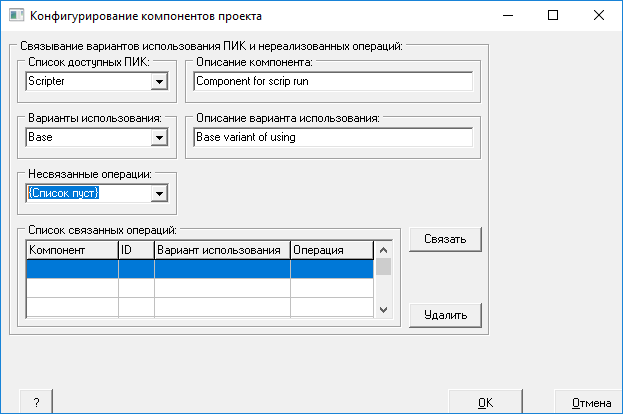 Конфигурирование компонентов проекта
Связывание вариантов использования ПИК и нереализованных операций:
Список доступных ПИК:
Описание компонента:
Scripter
Component for scrip run
Варианты использования:
Описание варианта использования:
Base
Base variant of using
Несвязанные операции:
{Список пуст}
Список связанных операций:
Компонент ID Вариант использования Операция
Связать
Удалить
? OK Отмена